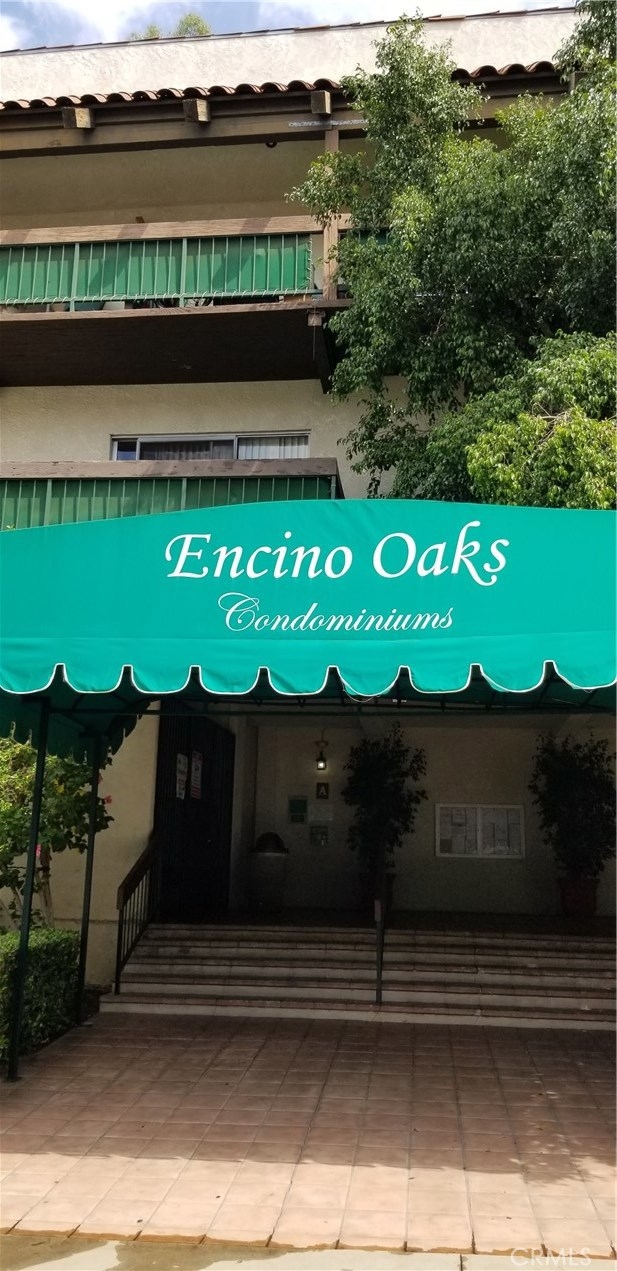 Encino Oaks
Condominiums
A
CRMLS